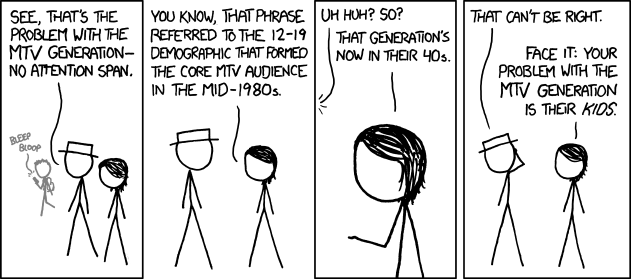 SEE, THAT'S THE
PROBLEM WITH THE
MTV GENERATION—
NO ATTENTION SPAN.
BLEEP
BLOOP
YOU KNOW, THAT PHRASE
REFERRED TO THE 12-19
DEMOGRAPHIC THAT FORMED
THE CORE MTV AUDIENCE
IN THE MID-1980s.
UH HUH? SO?
THAT GENERATION'S
NOW IN THEIR 40s.
THAT CAN'T BE RIGHT.
FACE IT: YOUR
PROBLEM WITH THE
MTV GENERATION
IS THEIR KIDS.